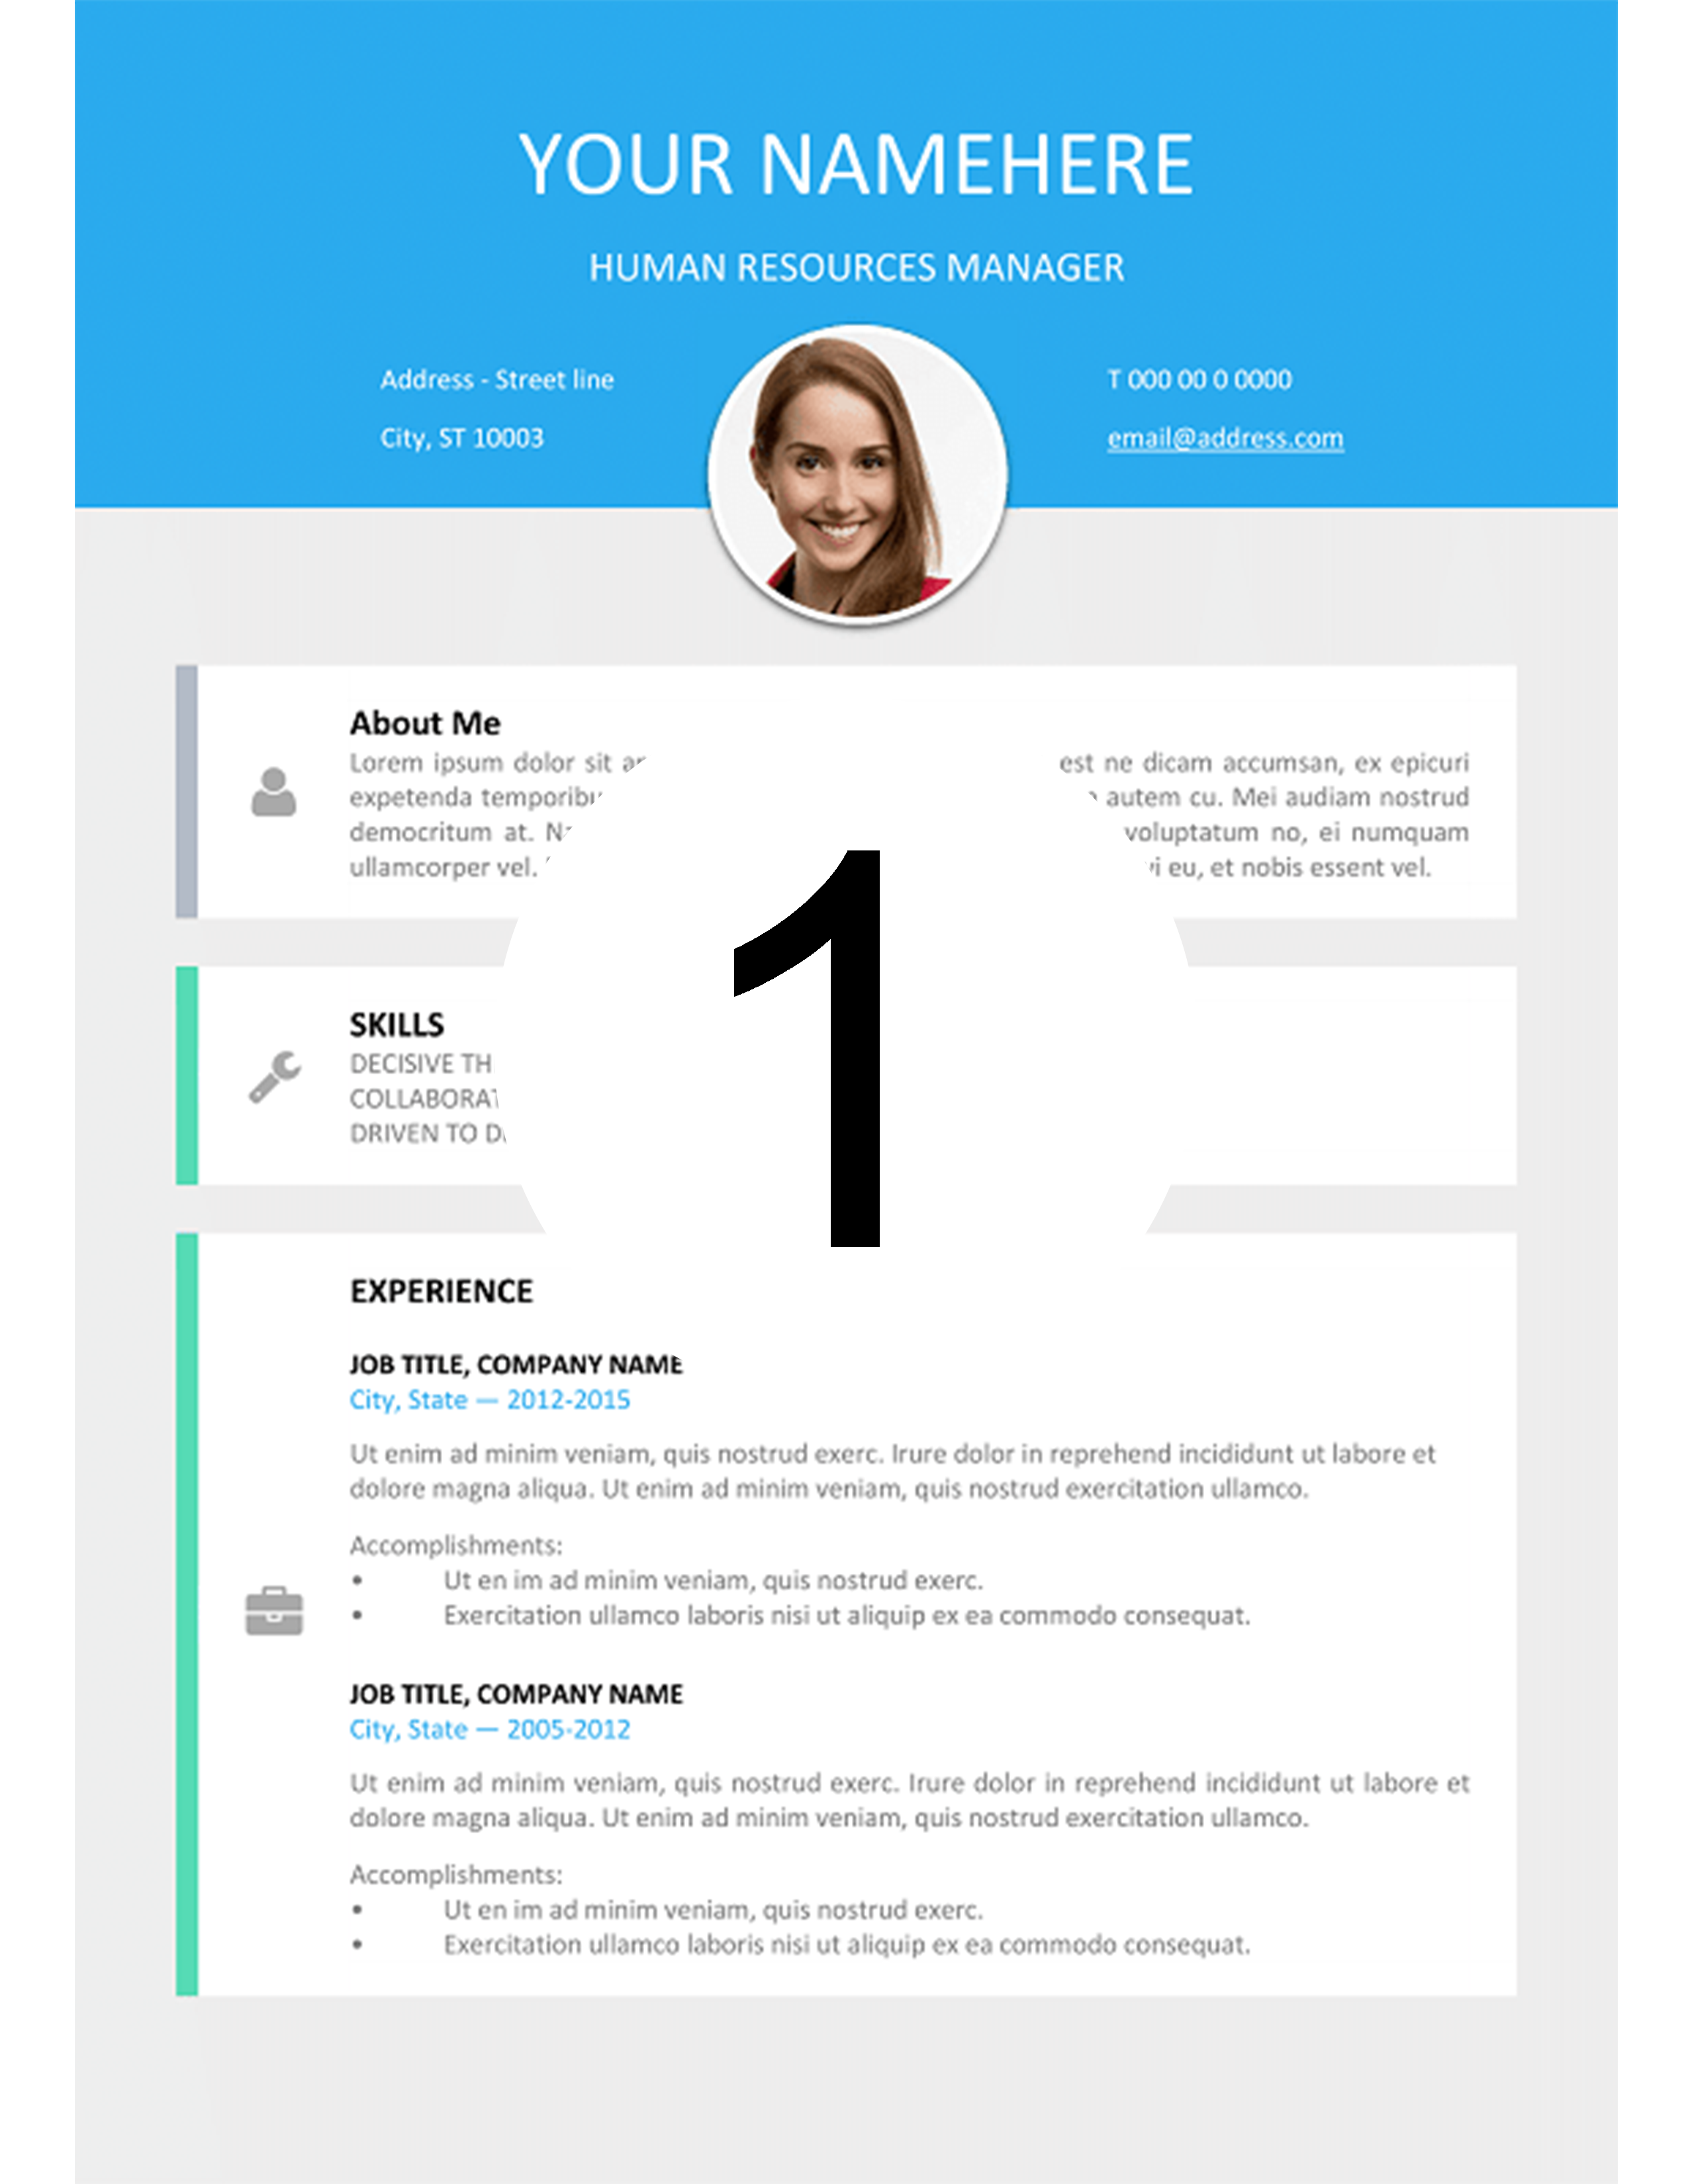 YOUR NAMEHERE
HUMAN RESOURCES MANAGER
Address - Street line
City, ST 10003
T 000 00 0 0000
email@address.com
About Me
Lorem ipsum dolor sit est ne dicam accumsan, ex epicuri
expetenda autem cu. Mei audiam nostrud
democritum at. voluptatum no, ei numquam
ullamcorper vel. eu, et nobis essent vel.
1
SKILLS
DECISIVE TH
COLLABORA
DRIVEN TO
EXPERIENCE
JOB TITLE, COMPANY NAME
City, State — 2012-2015
Ut enim ad minim veniam, quis nostrud exerc. Irure dolor in reprehend incididunt ut labore et
dolore magna aliqua. Ut enim ad minim veniam, quis nostrud exercitation ullamco.
Accomplishments:
• Ut en im ad minim veniam, quis nostrud exerc.
• Exercitation ullamco laboris nisi ut aliquip ex ea commodo consequat.
JOB TITLE, COMPANY NAME
City, State — 2005-2012
Ut enim ad minim veniam, quis nostrud exerc. Irure dolor in reprehend incididunt ut labore et
dolore magna aliqua. Ut enim ad minim veniam, quis nostrud exercitation ullamco.
Accomplishments:
• Ut en im ad minim veniam, quis nostrud exerc.
• Exercitation ullamco laboris nisi ut aliquip ex ea commodo consequat.